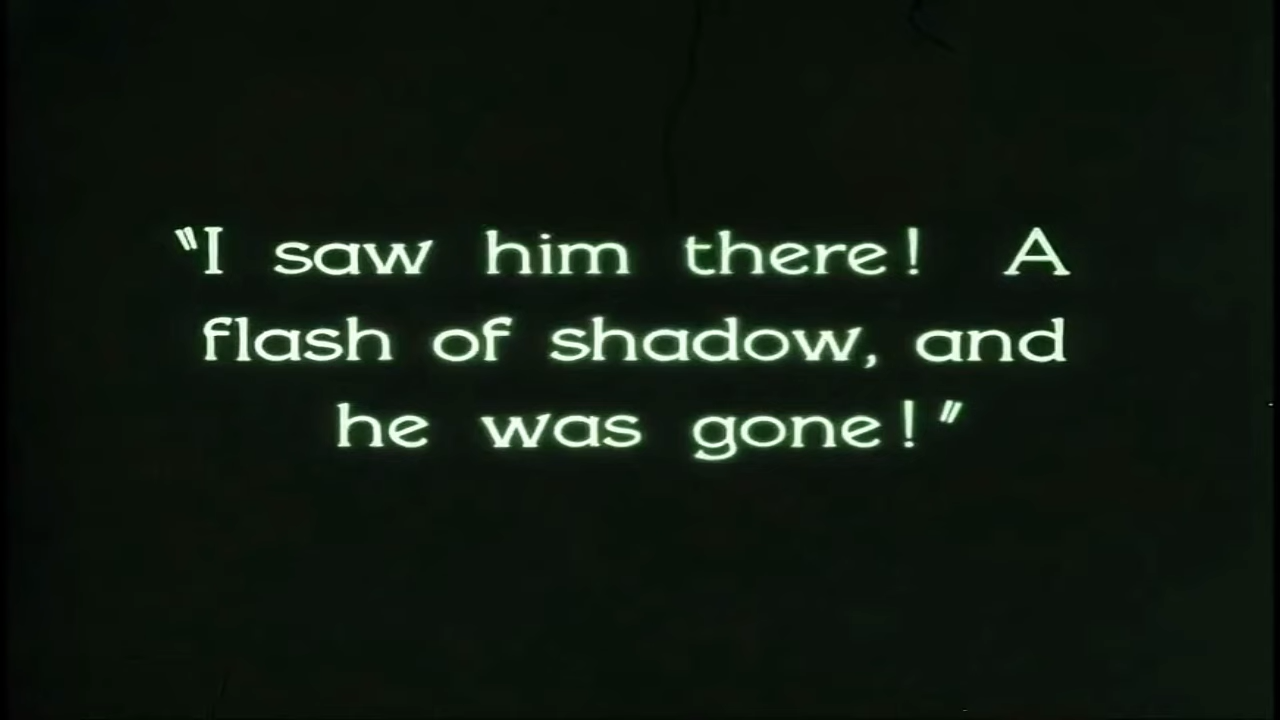 "I saw him there! A
flash of shadow, and
he was gone!"